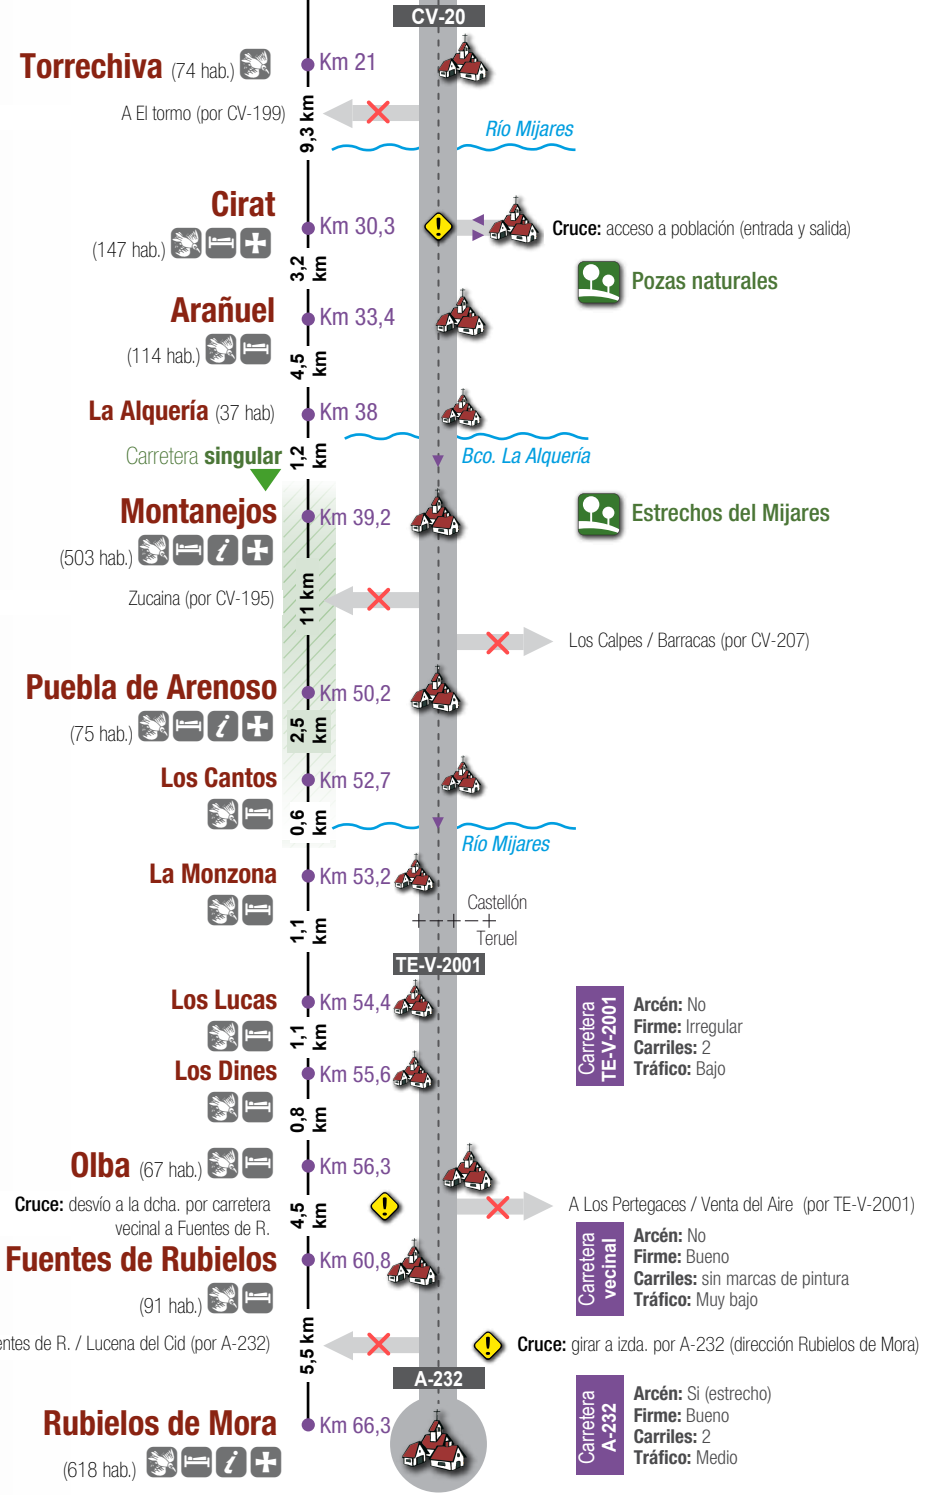 CV-20
Torrechiva (74 hab.)
Km 21
A El tormo (por CV-199)
9,3 km
Río Mijares
Cirat
(147 hab.)
Km 30,3
Cruce: acceso a población (entrada y salida)
3,2
km
Pozas naturales
Arañuel
(114 hab.)
Km 33,4
4,5
km
La Alquería (37 hab)
Km 38
Carretera singular
1,2
km
Bco. La Alquería
Montanejos
(503 hab.)
i
Km 39,2
Estrechos del Mijares
Zucaina (por CV-195)
11 km
Los Calpes / Barracas (por CV-207)
Puebla de Arenoso
(75 hab.)
i
Km 50,2
2,5
km
Los Cantos
Km 52,7
0,6
km
Río Mijares
La Monzona
Km 53,2
Castellón
Teruel
1,1
km
TE-V-2001
Los Lucas
Km 54,4
Carretera
TE-V-2001
Arcén: No
Firme: Irregular
Carriles: 2
Tráfico: Bajo
1,1
km
Los Dines
Km 55,6
0,8
km
Olba (67 hab.)
Km 56,3
Cruce: desvío a la dcha. por carretera
vecinal a Fuentes de R.
4,5
km
A Los Pertegaces / Venta del Aire (por TE-V-2001)
Carretera
vecinal
Arcén: No
Firme: Bueno
Carriles: sin marcas de pintura
Tráfico: Muy bajo
Fuentes de Rubielos
(91 hab.)
Km 60,8
entes de R. / Lucena del Cid (por A-232)
5,5 km
Cruce: girar a izda. por A-232 (dirección Rubielos de Mora)
A-232
Carretera
A-232
Arcén: Si (estrecho)
Firme: Bueno
Carriles: 2
Tráfico: Medio
Rubielos de Mora
(618 hab.)
i
Km 66,3